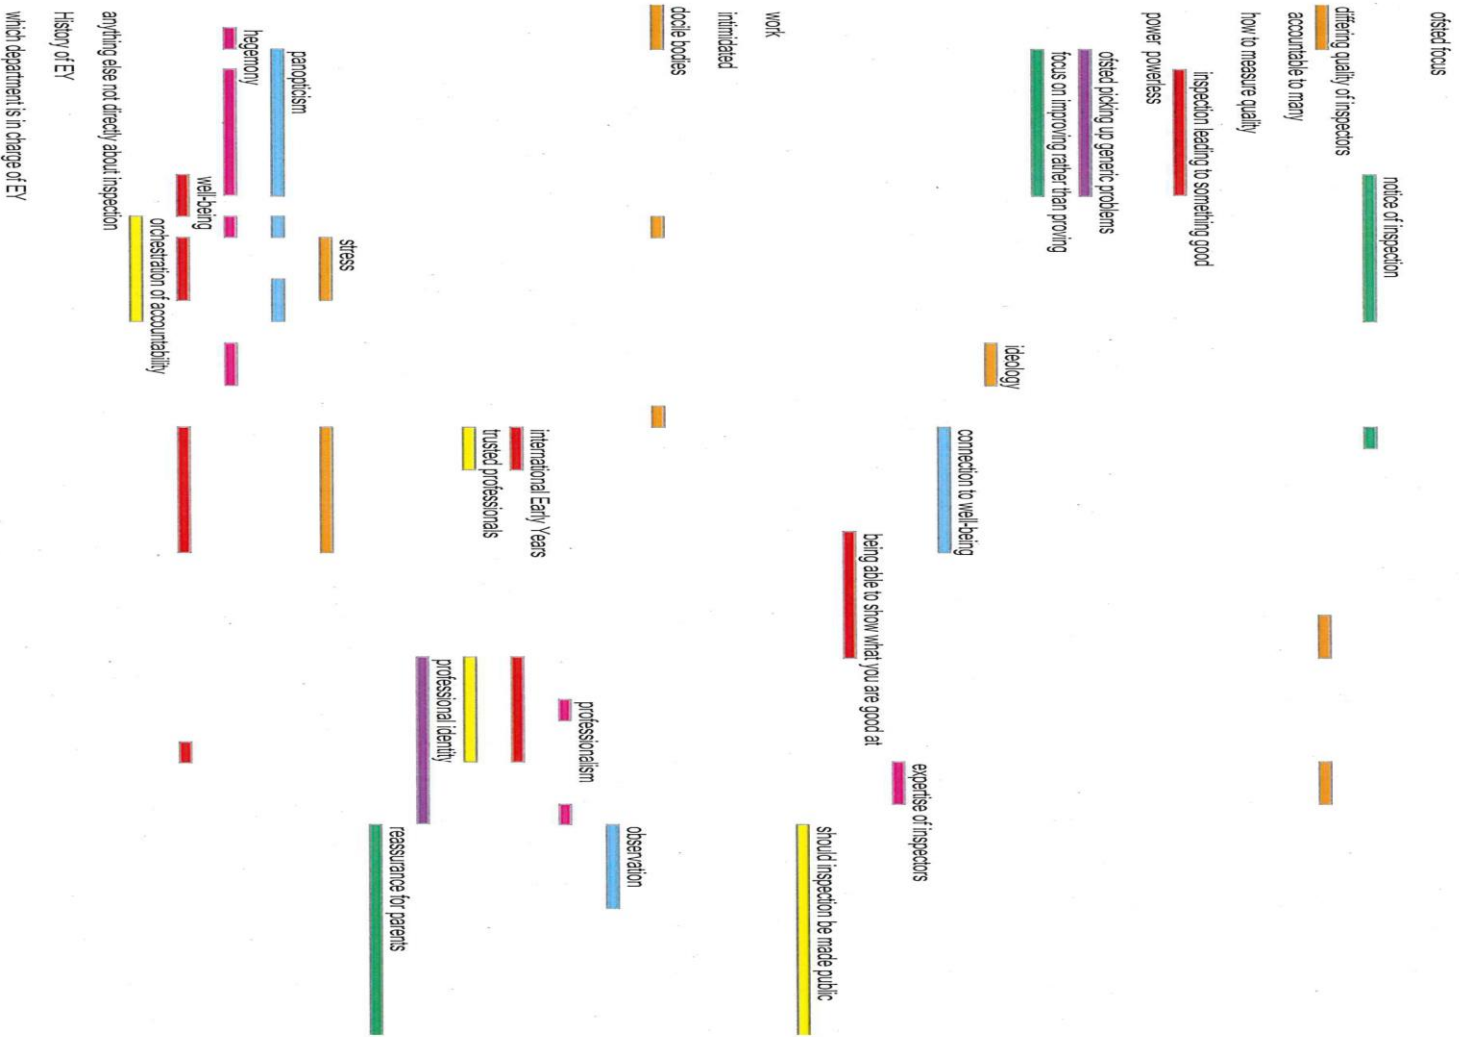 ofsted focus
notice of inspection
differing quality of inspectors
accountable to many
how to measure quality
inspection leading to something good
power powerless
ofsted picking up generic problems
focus on improving rather than proving
ideology
connection to well-being
expertise of inspectors
being able to show what you are good at
should inspection be made public
work
intimidated
docile bodies
observation
professionalism
international Early Years
trusted professionals
professional identity
reassurance for parents
stress
panopticism
hegemony
well-being
orchestration of accountability
anything else not directly about inspection
History of EY
which department is in charge of EY